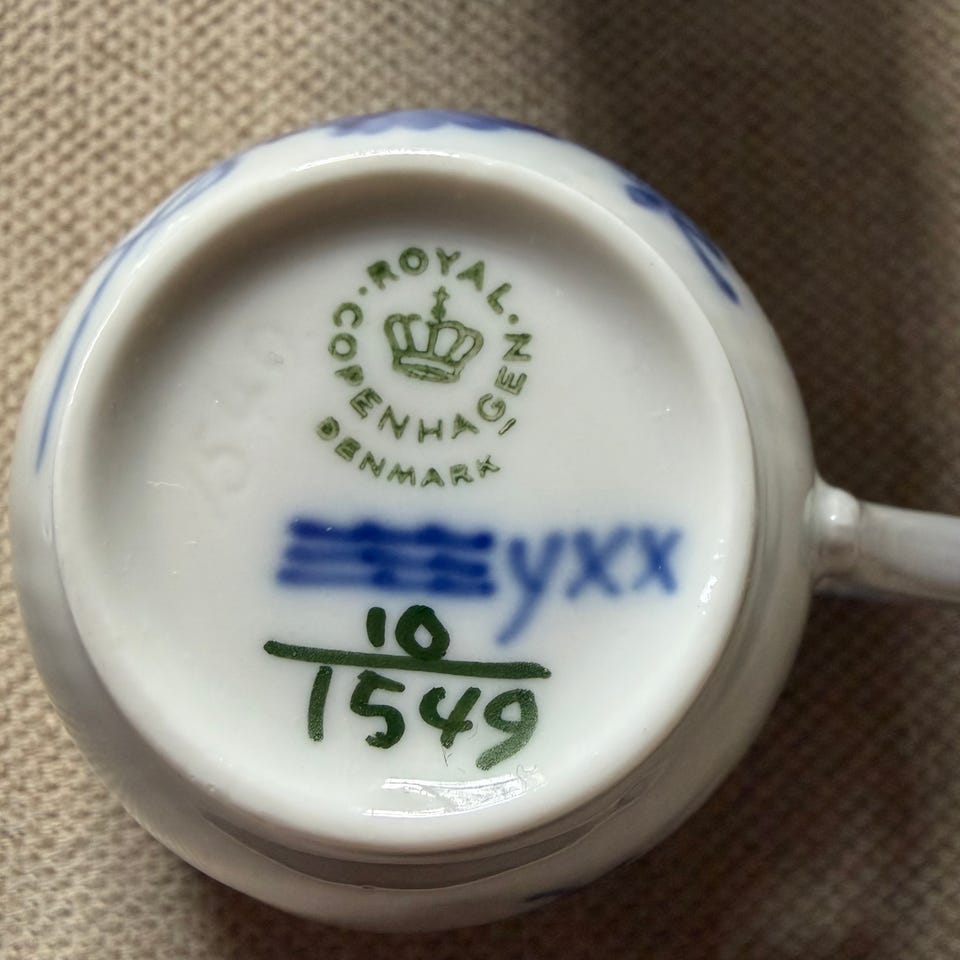 ROYAL.
COPENHAGEN
DENMARK
yxx
10
1549